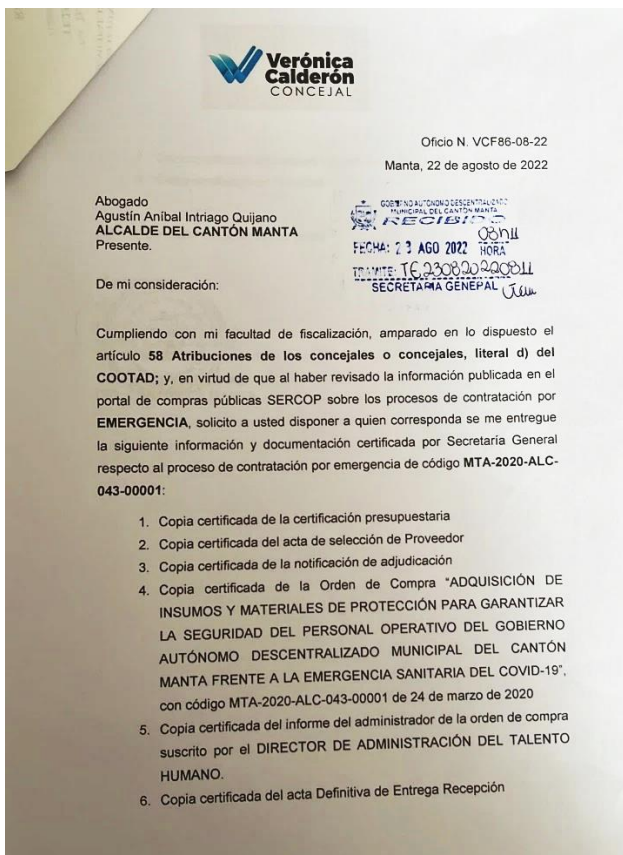 Verónica
Calderón
CONCEJAL
Oficio N. VCF86-08-22
Manta, 22 de agosto de 2022
Abogado
Agustín Aníbal Intriago Quijano
ALCALDE DEL CANTÓN MANTA
Presente.
GOBIERNO AUTONOMO DESCENTRALIZADO
MUNICIPAL DEL CANTÓN MANTA
RECIBIDO
08h11
FECHA: 23 AGO 2022 HORA
TRAMITE: TE230820220811
SECRETARIA GENERAL
De mi consideración:
Cumpliendo con mi facultad de fiscalización, amparado en lo dispuesto el
artículo 58 Atribuciones de los concejales o concejales, literal d) del
COOTAD; y, en virtud de que al haber revisado la información publicada en el
portal de compras públicas SERCOP sobre los procesos de contratación por
EMERGENCIA, solicito a usted disponer a quien corresponda se me entregue
la siguiente información y documentación certificada por Secretaría General
respecto al proceso de contratación por emergencia de código MTA-2020-ALC-
043-00001:
1. Copia certificada de la certificación presupuestaria
2. Copia certificada del acta de selección de Proveedor
3. Copia certificada de la notificación de adjudicación
4. Copia certificada de la Orden de Compra “ADQUISICIÓN DE
INSUMOS Y MATERIALES DE PROTECCIÓN PARA GARANTIZAR
LA SEGURIDAD DEL PERSONAL OPERATIVO DEL GOBIERNO
AUTÓNOMO DESCENTRALIZADO MUNICIPAL DEL CANTÓN
MANTA FRENTE A LA EMERGENCIA SANITARIA DEL COVID-19”,
con código MTA-2020-ALC-043-00001 de 24 de marzo de 2020
5. Copia certificada del informe del administrador de la orden de compra
suscrito por el DIRECTOR DE ADMINISTRACIÓN DEL TALENTO
HUMANO.
6. Copia certificada del acta Definitiva de Entrega Recepción